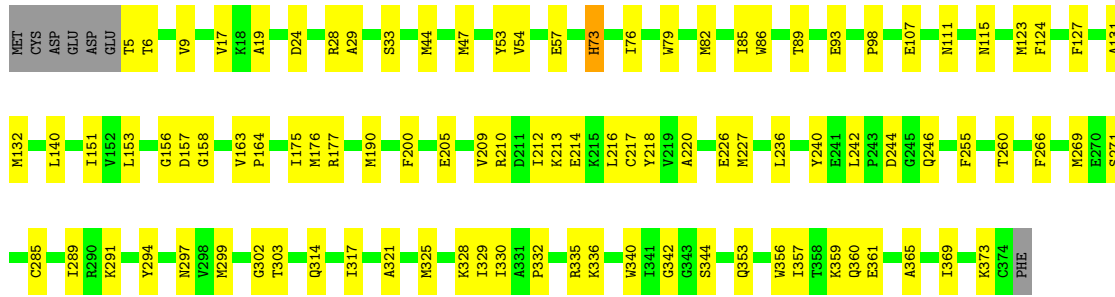 MET CYS ASP GLU ASP GLU T5 T6 V9 V17 K18 A19 D24 R28 A29 S33 M44 M47 Y53 V54 E57 H73 I76 W79 M82 I85 W86 T89 E93 P98 E107 N111 N115 M123 F124 F127 A131
M132 L140 I151 V152 L153 G156 D157 G158 V163 P164 I175 M176 R177 M190 F200 E205 V209 R210 D211 I212 K213 E214 K215 L216 C217 Y218 V219 A220 E226 M227 L236 Y240 E241 L242 P243 D244 G245 Q246 F255 T260 F266 M269 E270
C285 I289 R290 K291 Y294 N297 V298 M299 G302 T303 Q314 I317 A321 M325 K328 I329 I330 A331 P332 R335 K336 W340 I341 G342 G343 S344 Q353 W356 I357 T358 K359 Q360 E361 A365 I369 K373 C374 PHE